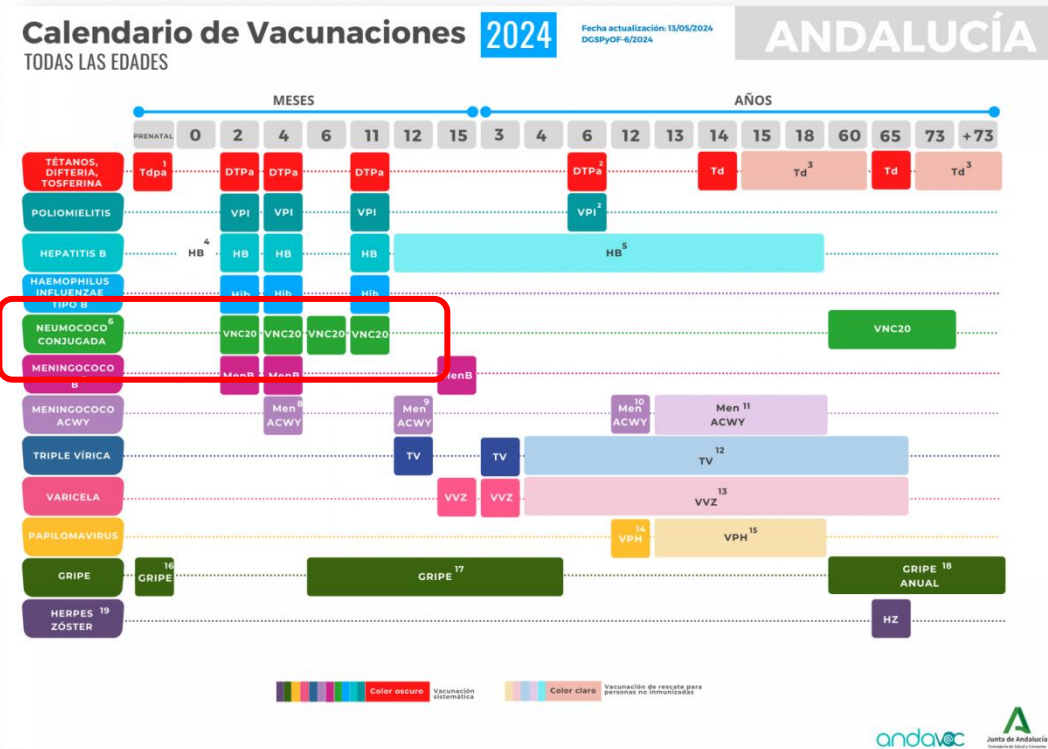 Calendario de Vacunaciones 2024
TODAS LAS EDADES
Fecha actualización: 13/05/2024
DGSPyOF-6/2024
ANDALUCÍA
MESES
AÑOS
PRENATAL 0 2 4 6 11 12 15 3 4 6 12 13 14 15 18 60 65 73 +73
TÉTANOS,
DIFTERIA,
TOSFERINA
Tdpa 1 DTPa DTPa DTPa DTPa 2 Td Td 3 Td Td 3
POLIOMIELITIS VPI VPI VPI VPI 2
HEPATITIS B HB 4 HB HB HB HB 5
HAEMOPHILUS
INFLUENZAE
TIPO B
Hib Hib Hib
NEUMOCOCO 6
CONJUGADA
VNC20 VNC20 VNC20 VNC20 VNC20
MENINGOCOCO
B
MenB MenB MenB
MENINGOCOCO
ACWY
Men 8 Men 9 Men 10 Men 11
ACWY ACWY ACWY ACWY
TRIPLE VÍRICA TV TV TV 12
VARICELA VVZ VVZ VVZ 13
PAPILOMAVIRUS VPH 14 VPH 15
GRIPE GRIPE 16 GRIPE 17 GRIPE 18
ANUAL
HERPES 19
ZÓSTER
HZ
Color oscuro Vacunación
sistemática
Color claro Vacunación de rescate para
personas no inmunizadas
andavac
Junta de Andalucía
Consejería de Salud y Consumo